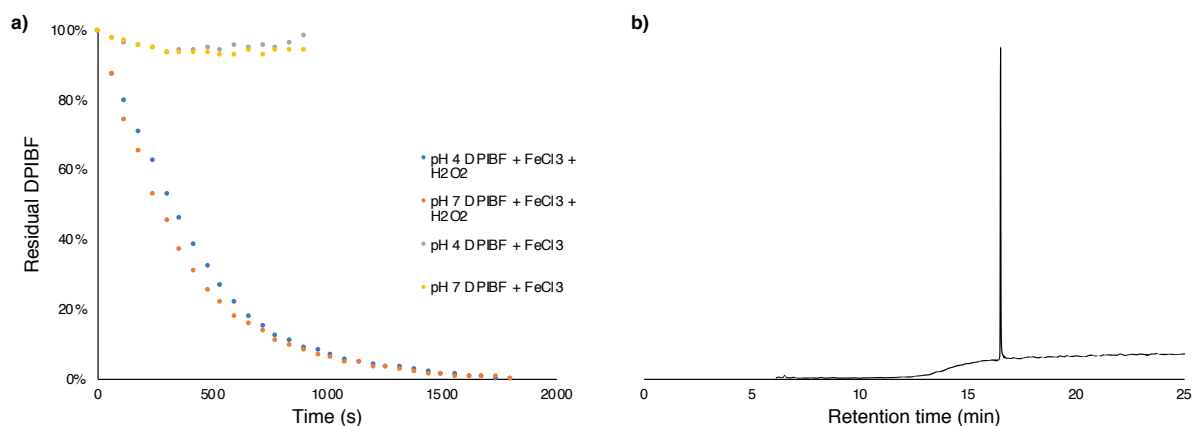 a)
100%
80%
60%
40%
20%
0%
Residual DPIBF
0
500
1000
1500
2000
Time (s)
pH 4 DPIBF + FeCl3 +
H2O2
pH 7 DPIBF + FeCl3 +
H2O2
pH 4 DPIBF + FeCl3
pH 7 DPIBF + FeCl3
b)
0
5
10
15
20
25
Retention time (min)